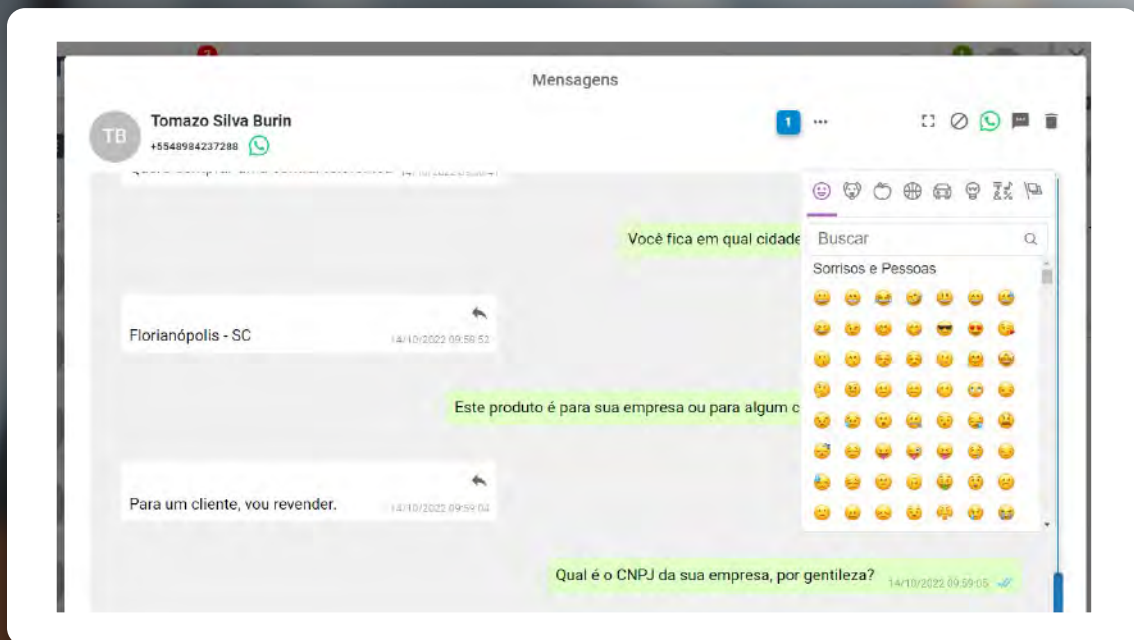 Mensagens
TB
Tomazo Silva Burin
+5548984237288
1
Você fica em qual cidade
Buscar
Sorrisos e Pessoas
Florianópolis - SC
14/10/2022 09:58:52
Este produto é para sua empresa ou para algum c
Para um cliente, vou revender.
14/10/2022 09:59:04
Qual é o CNPJ da sua empresa, por gentileza?
14/10/2022 09:59:05